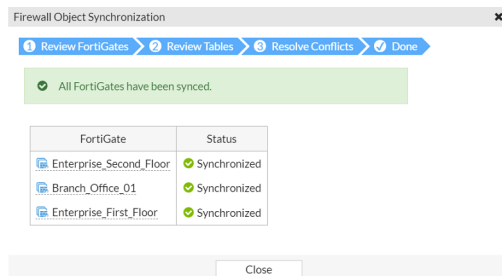 Firewall Object Synchronization
1 Review FortiGates 2 Review Tables 3 Resolve Conflicts Done
All FortiGates have been synced.
FortiGate Status
Enterprise_Second_Floor Synchronized
Branch_Office_01 Synchronized
Enterprise_First_Floor Synchronized
Close